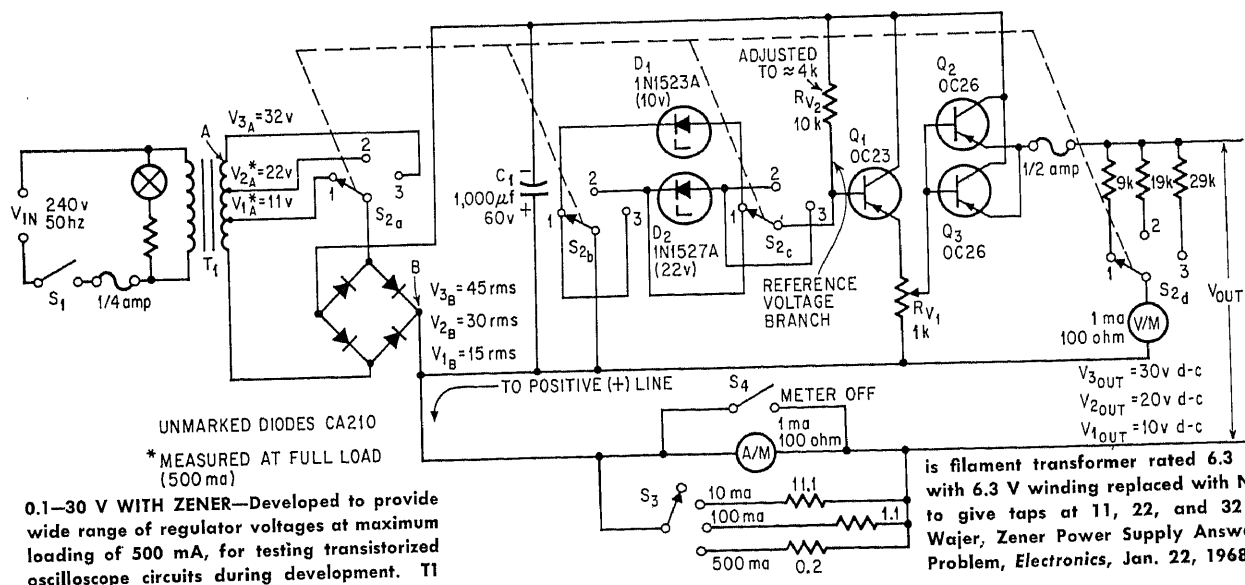 V3A=32v
A
V2A*=22v
V1A*=11v
VIN
240v
50hz
S1
1/4 amp
T1
1
2
3
S2a
B
V3B=45 rms
V2B=30 rms
V1B=15 rms
C1
1,000μf
60v
−
+
D1
1N1523A
(10v)
D2
1N1527A
(22v)
1
2
3
S2b
1
2
3
S2c
ADJUSTED
TO ≈4k
RV2
10k
REFERENCE
VOLTAGE
BRANCH
Q1
OC23
RV1
1k
Q2
OC26
Q3
OC26
1/2 amp
9k
19k
29k
1
2
3
S2d
V/M
1 ma
100 ohm
VOUT
V3OUT=30v d-c
V2OUT=20v d-c
V1OUT=10v d-c
TO POSITIVE (+) LINE
S4
METER OFF
1 ma
100 ohm
A/M
S3
10 ma
11.1
100 ma
1.1
500 ma
0.2
UNMARKED DIODES CA210
*MEASURED AT FULL LOAD
(500 ma)
0.1—30 V WITH ZENER—Developed to provide
wide range of regulator voltages at maximum
loading of 500 mA, for testing transistorized
oscilloscope circuits during development. T1
is filament transformer rated 6.3
with 6.3 V winding replaced with N
to give taps at 11, 22, and 32
Wajer, Zener Power Supply Answe
Problem, Electronics, Jan. 22, 1968